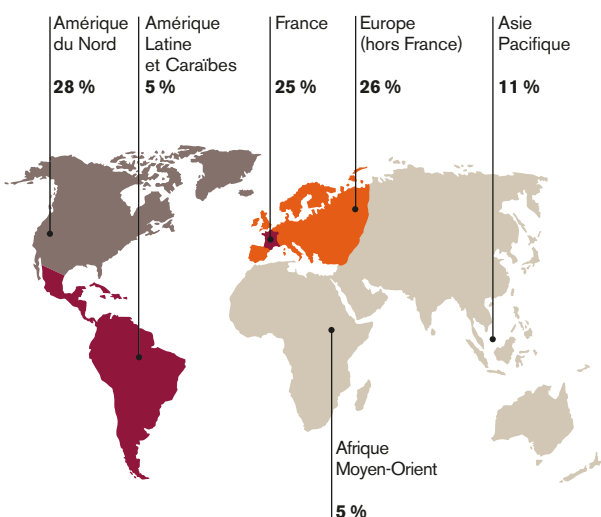 Amérique
du Nord
28 %
Amérique
Latine
et Caraïbes
5 %
France
25 %
Europe
(hors France)
26 %
Asie
Pacifique
11 %
Afrique
Moyen-Orient
5 %